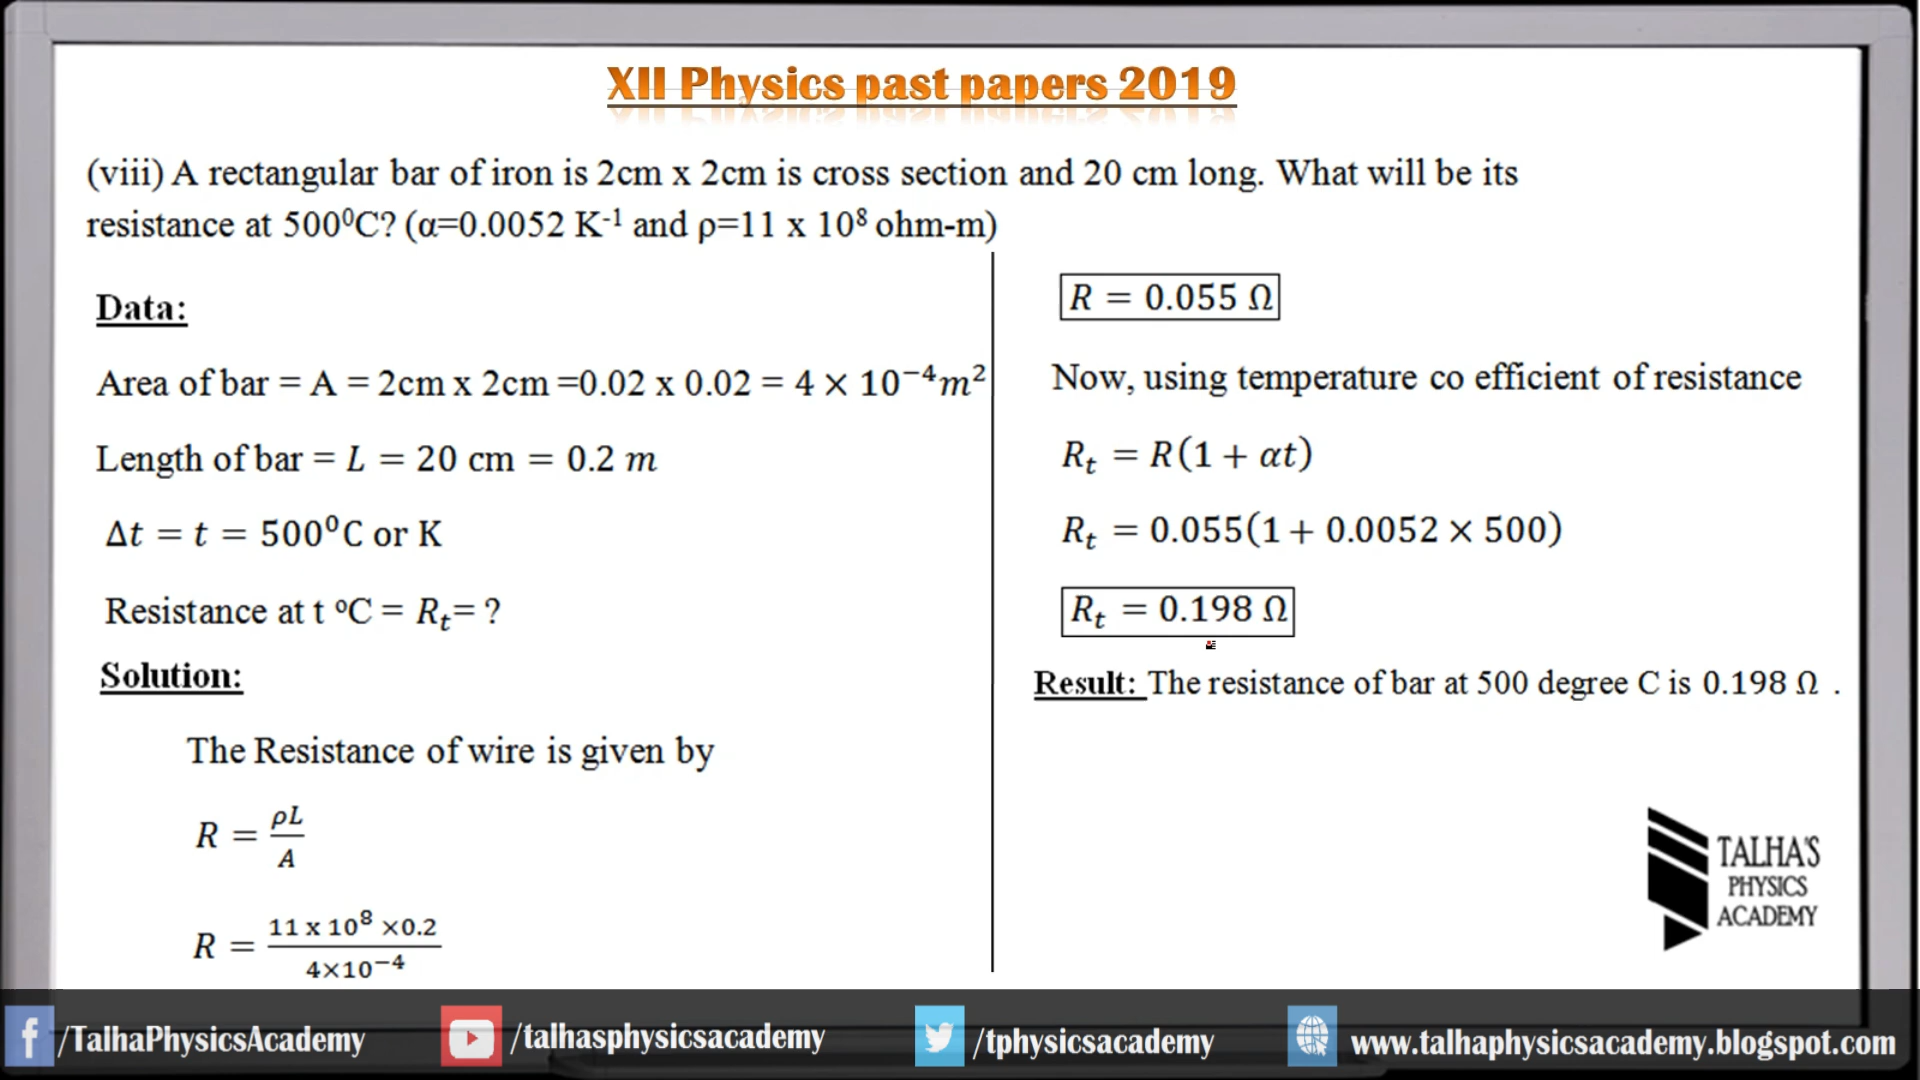 XII Physics past papers 2019
(viii) A rectangular bar of iron is 2cm x 2cm is cross section and 20 cm long. What will be its
resistance at 500⁰C? (α=0.0052 K⁻¹ and ρ=11 x 10⁸ ohm-m)
Data:
Area of bar = A = 2cm x 2cm =0.02 x 0.02 = 4 × 10⁻⁴m²
Length of bar = L = 20 cm = 0.2 m
Δt = t = 500⁰C or K
Resistance at t ᵒC = Rₜ= ?
Solution:
The Resistance of wire is given by
R = ρL/A
R = 11 x 10⁸ ×0.2/4×10⁻⁴
R = 0.055 Ω
Now, using temperature co efficient of resistance
Rₜ = R(1 + αt)
Rₜ = 0.055(1 + 0.0052 × 500)
Rₜ = 0.198 Ω
Result: The resistance of bar at 500 degree C is 0.198 Ω .
TALHA'S
PHYSICS
ACADEMY
/TalhaPhysicsAcademy
/talhasphysicsacademy
/tphysicsacademy
www.talhaphysicsacademy.blogspot.com